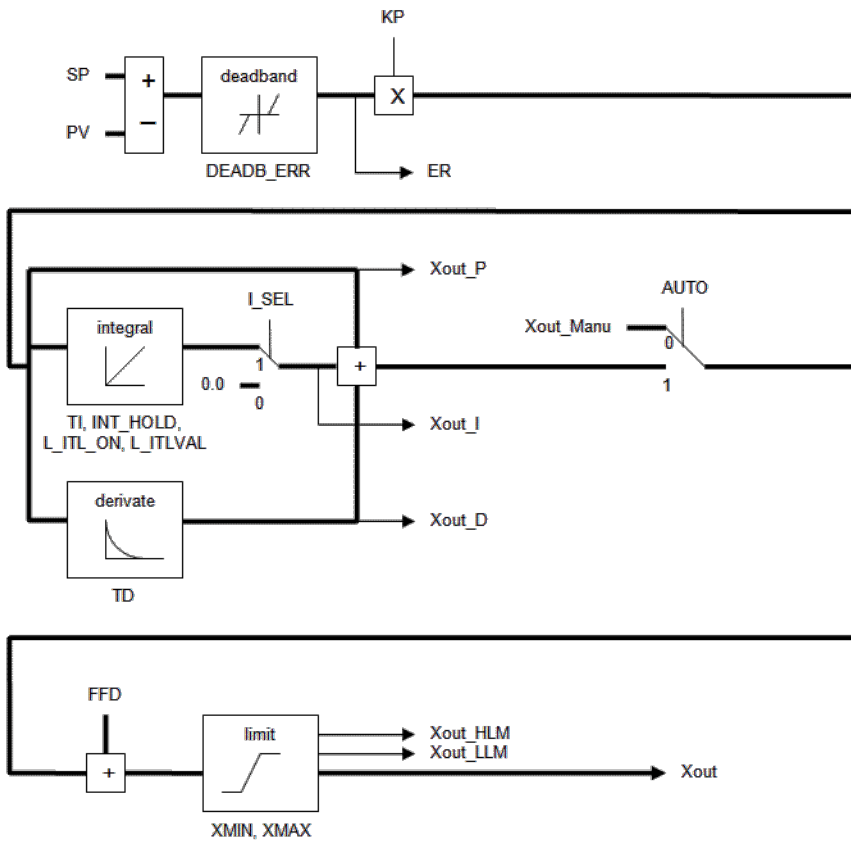 KP
SP
+
deadband
X
PV
−
DEADB_ERR
ER
Xout_P
I_SEL
AUTO
integral
Xout_Manu
0
1
+
0.0
0
1
TI, INT_HOLD,
L_ITL_ON, L_ITLVAL
Xout_I
derivate
Xout_D
TD
FFD
limit
Xout_HLM
Xout_LLM
+
Xout
XMIN, XMAX